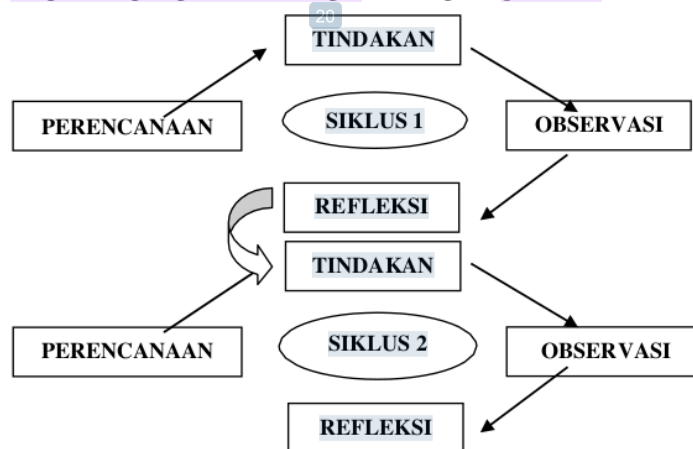 20
TINDAKAN
PERENCANAAN
SIKLUS 1
OBSERVASI
REFLEKSI
TINDAKAN
PERENCANAAN
SIKLUS 2
OBSERVASI
REFLEKSI